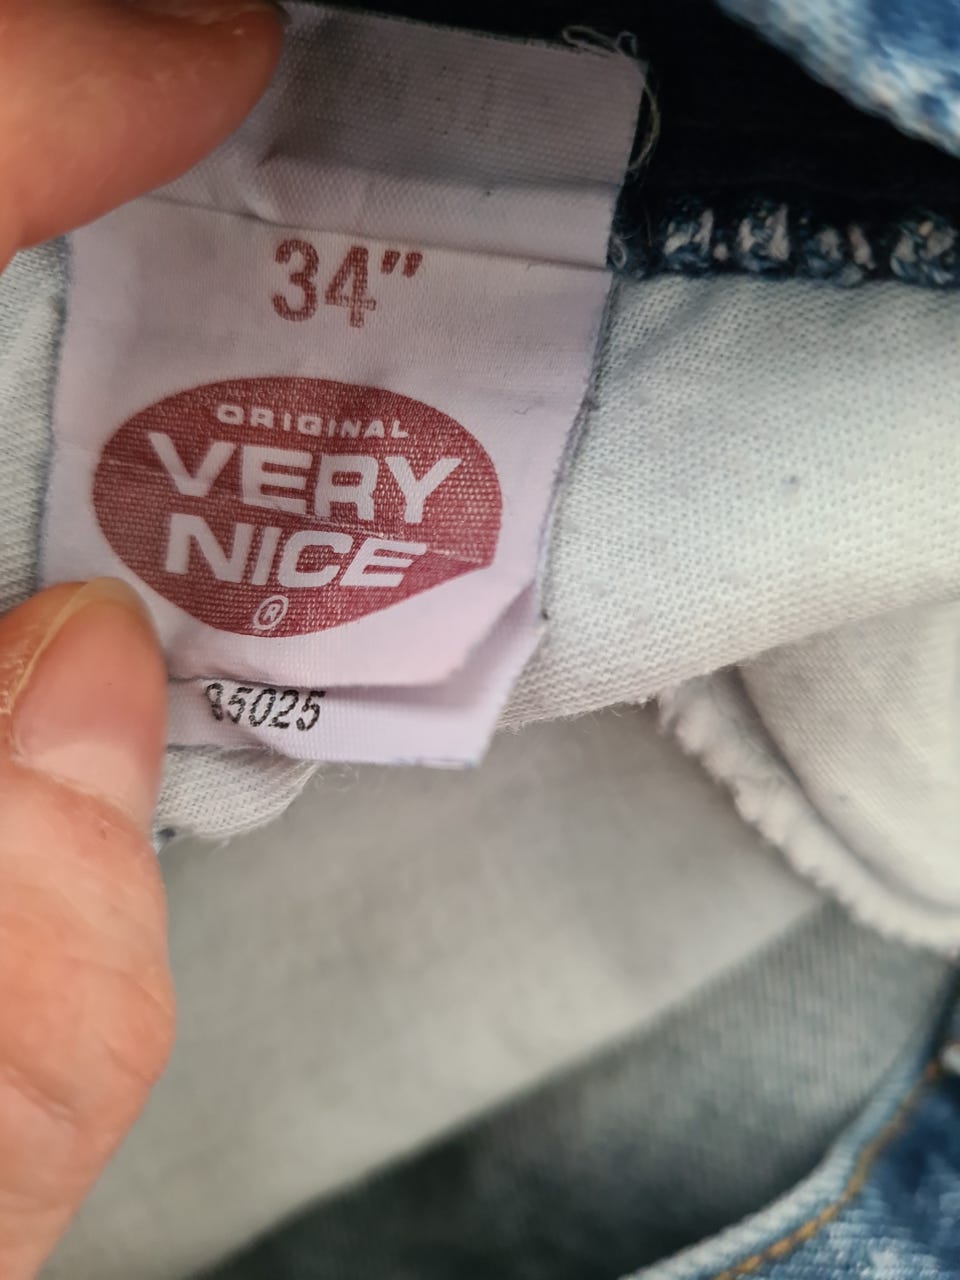 34"
ORIGINAL
VERY
NICE
®